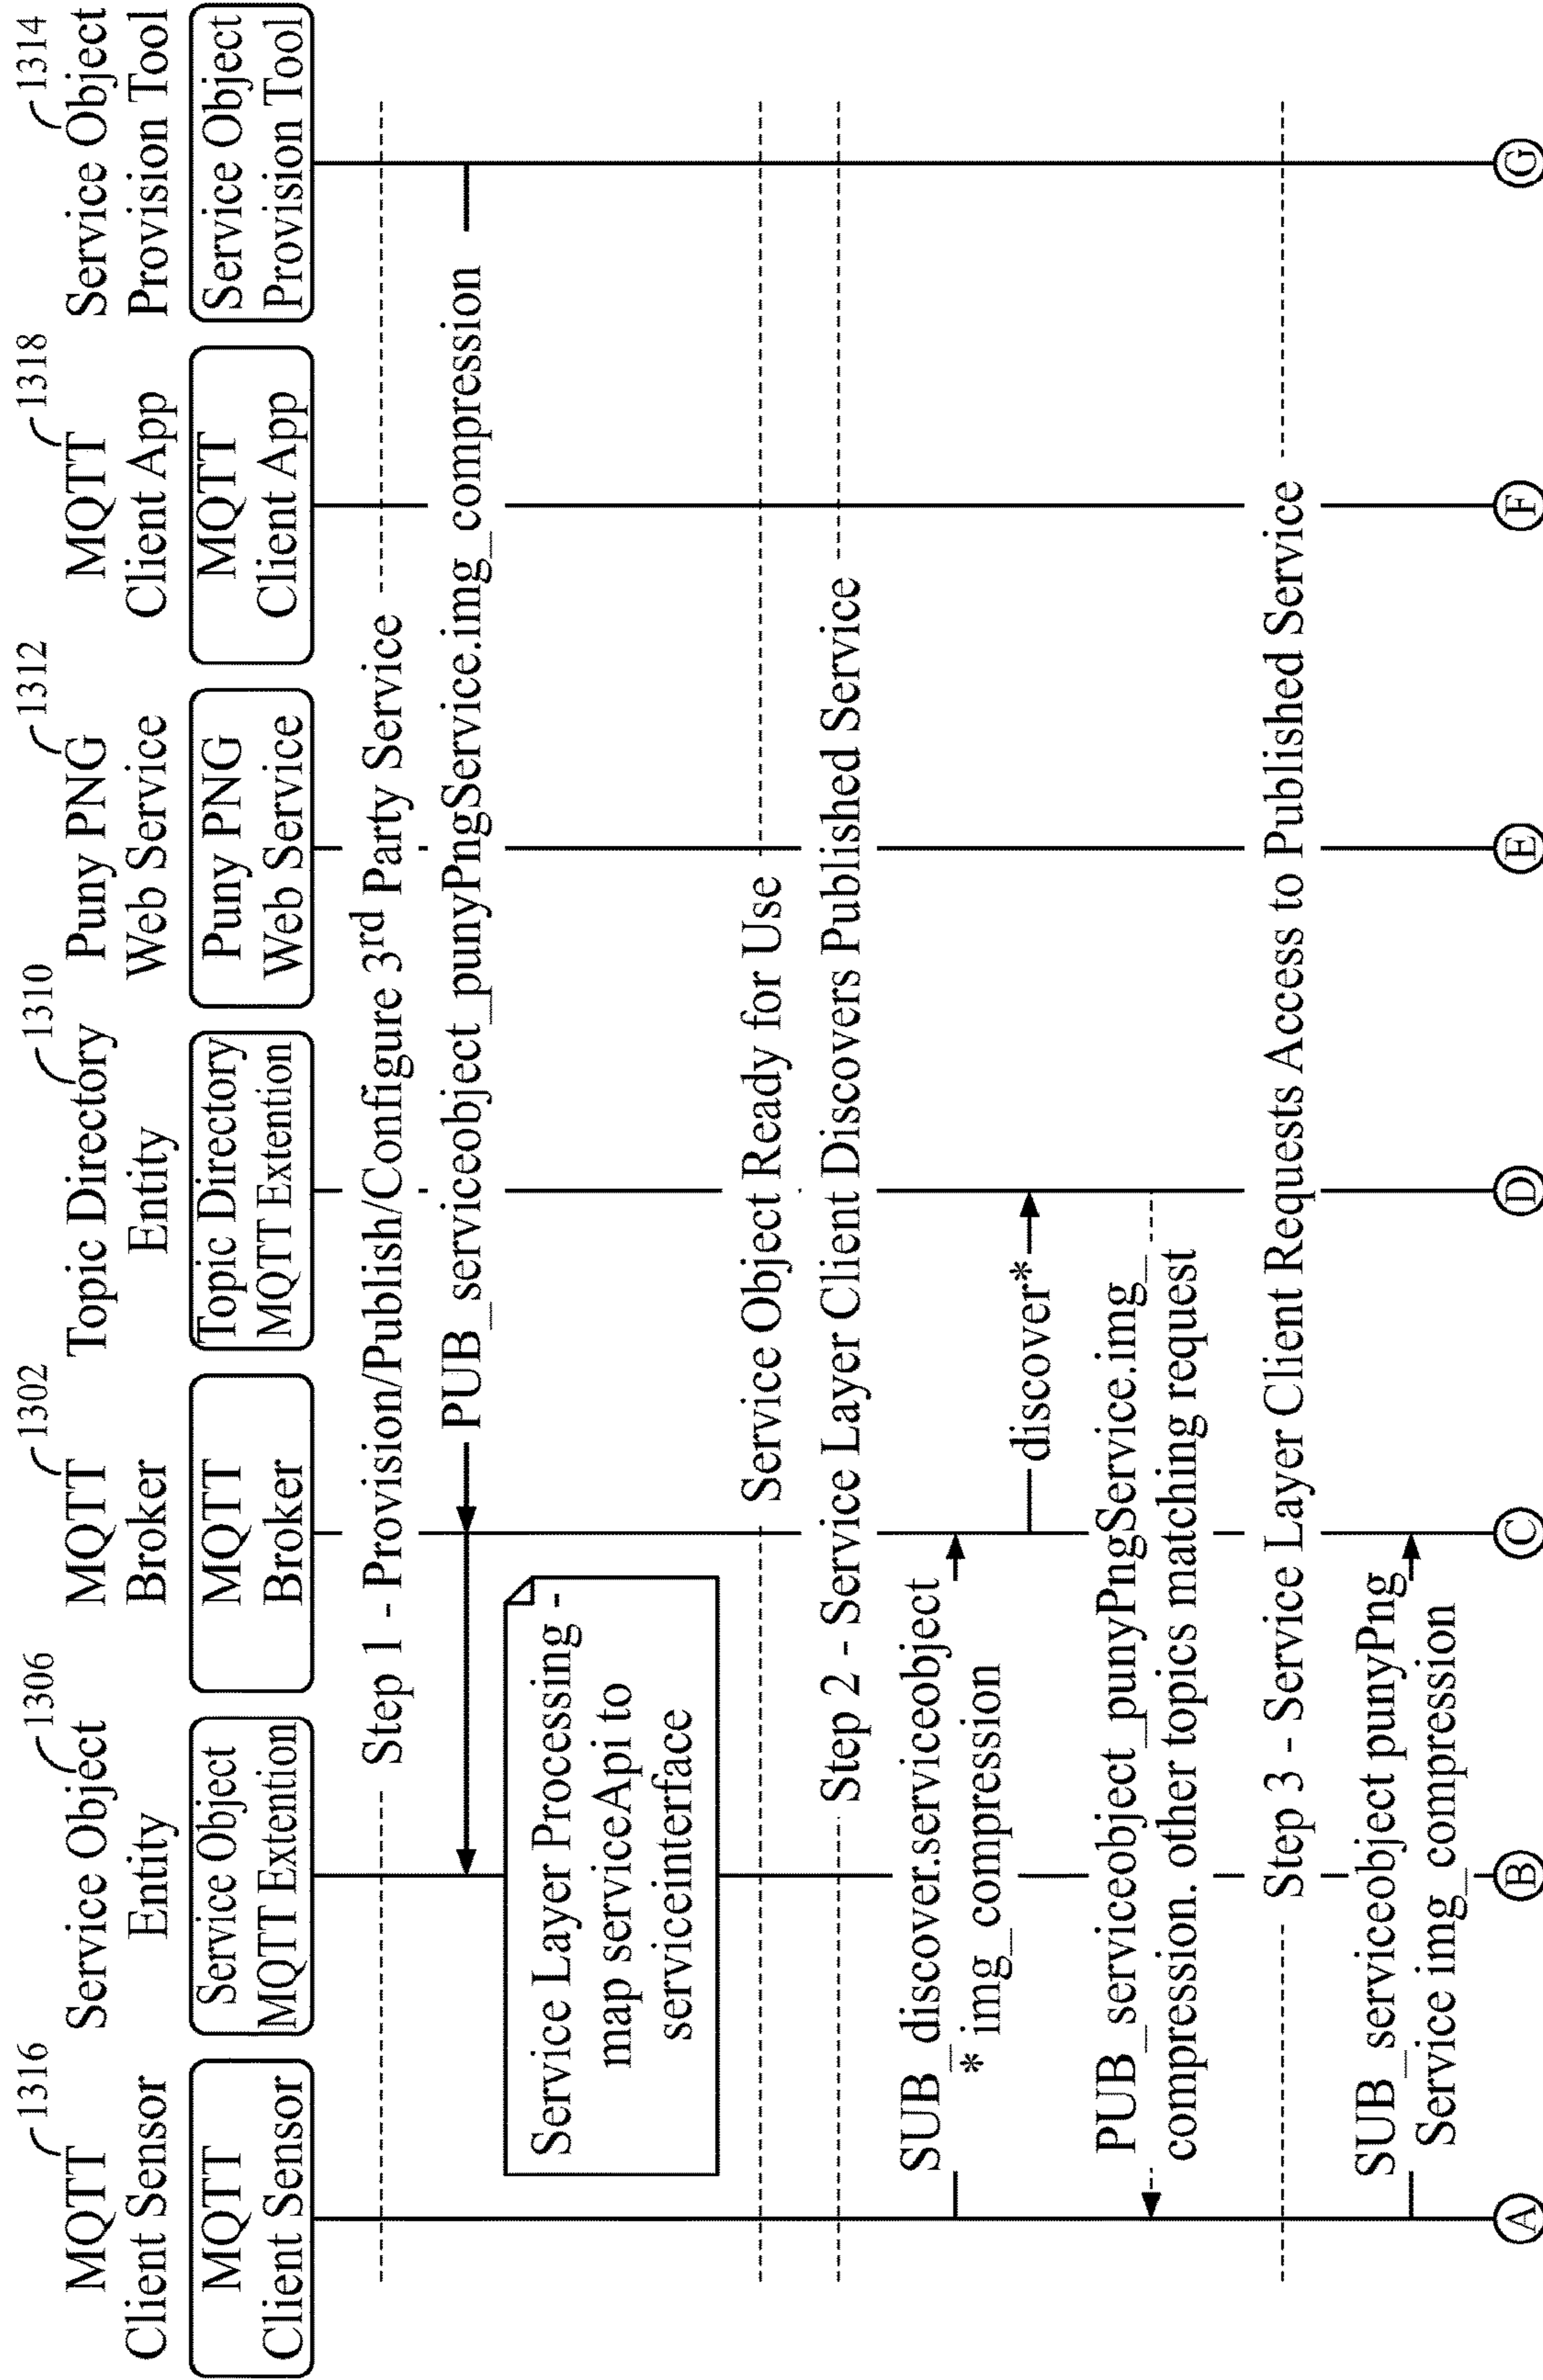 1316
MQTT
Client Sensor
MQTT
Client Sensor
1306
Service Object
Entity
Service Object
MQTT Extention
1302
MQTT
Broker
MQTT
Broker
1310
Topic Directory
Entity
Topic Directory
MQTT Extention
1312
Puny PNG
Web Service
Puny PNG
Web Service
1318
MQTT
Client App
MQTT
Client App
1314
Service Object
Provision Tool
Service Object
Provision Tool
Step 1 - Provision/Publish/Configure 3rd Party Service
PUB_serviceobject_punyPngService.img_compression
Service Layer Processing -
map serviceApi to
serviceinterface
Service Object Ready for Use
Step 2 - Service Layer Client Discovers Published Service
SUB_discover.serviceobject
* img_compression
discover*
PUB_serviceobject_punyPngService.img_
compression. other topics matching request
Step 3 - Service Layer Client Requests Access to Published Service
SUB_serviceobject punyPng
Service img_compression
A
B
C
D
E
F
G